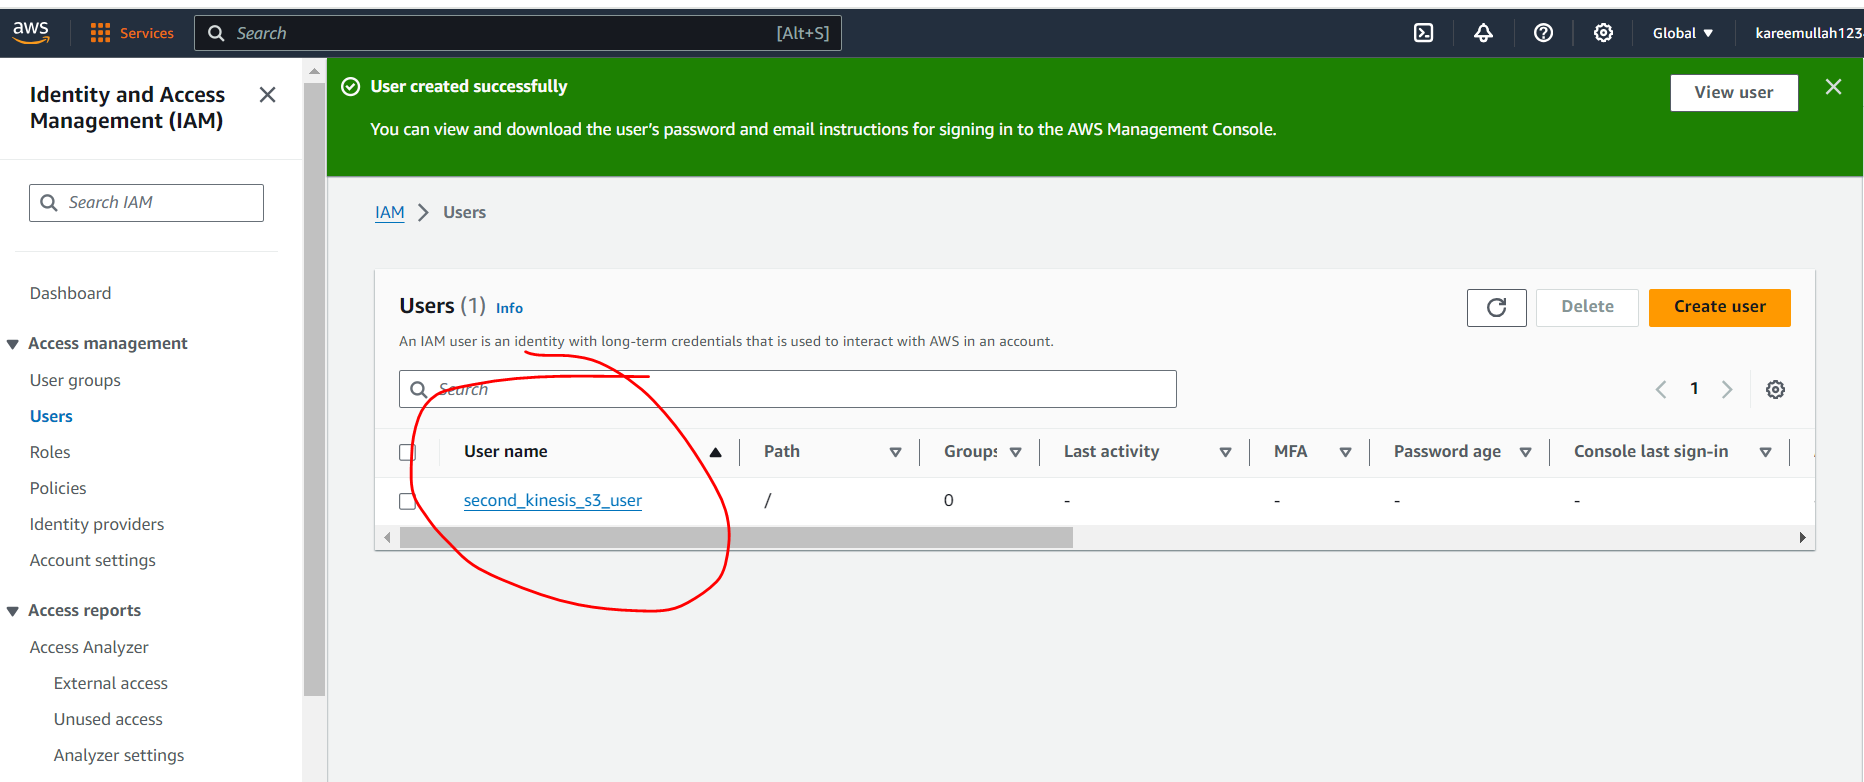 aws
Services
Search
[Alt+S]
Global
kareemullah123
Identity and Access
Management (IAM)
Search IAM
Dashboard
Access management
User groups
Users
Roles
Policies
Identity providers
Account settings
Access reports
Access Analyzer
External access
Unused access
Analyzer settings
User created successfully
You can view and download the user's password and email instructions for signing in to the AWS Management Console.
View user
IAM > Users
Users (1) Info
Delete
Create user
An IAM user is an identity with long-term credentials that is used to interact with AWS in an account.
Search
1
User name
Path
Groups
Last activity
MFA
Password age
Console last sign-in
second_kinesis_s3_user
/
0
-
-
-
-